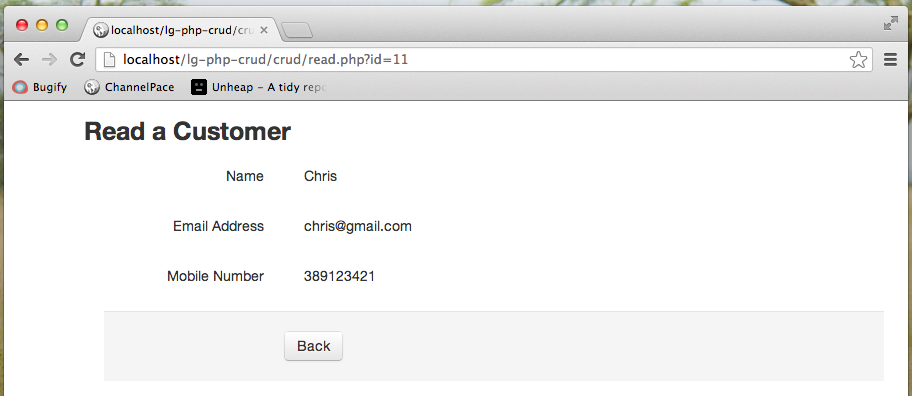 localhost/lg-php-crud/cru
localhost/lg-php-crud/crud/read.php?id=11
Bugify ChannelPace Unheap - A tidy repo
Read a Customer
Name Chris
Email Address chris@gmail.com
Mobile Number 389123421
Back